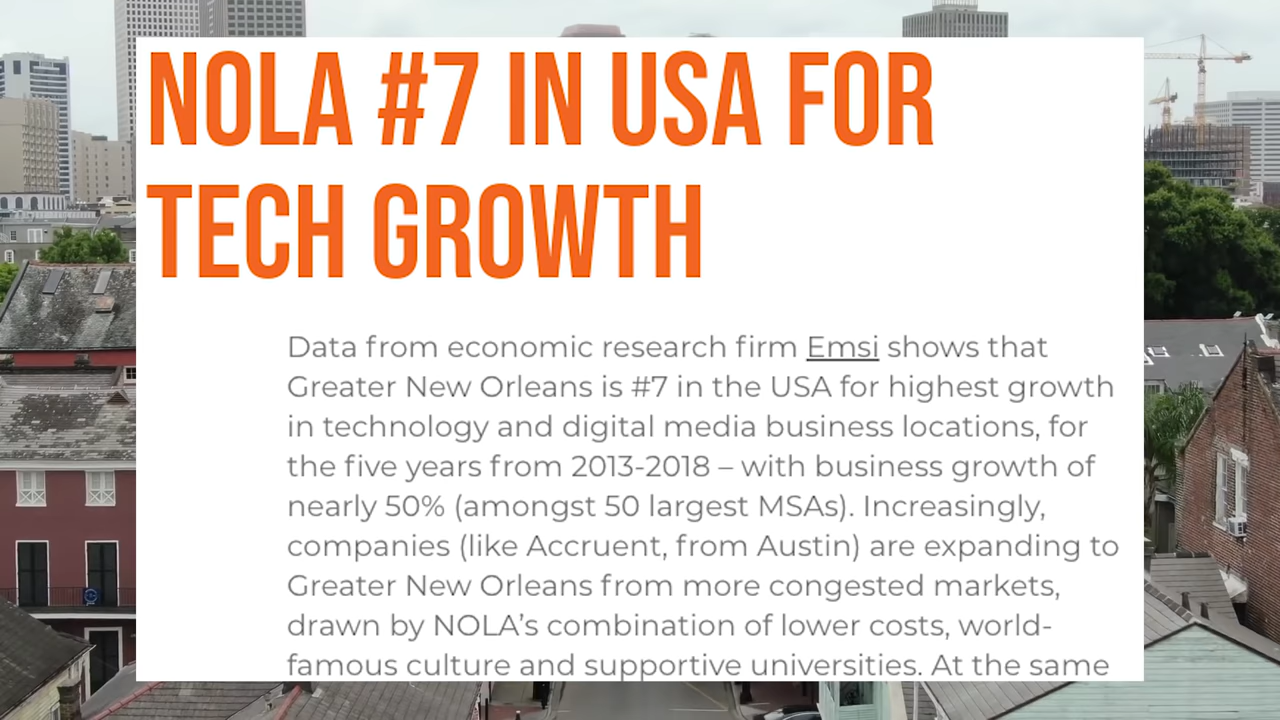 NOLA #7 IN USA FOR
TECH GROWTH
Data from economic research firm Emsi shows that
Greater New Orleans is #7 in the USA for highest growth
in technology and digital media business locations, for
the five years from 2013-2018 – with business growth of
nearly 50% (amongst 50 largest MSAs). Increasingly,
companies (like Accruent, from Austin) are expanding to
Greater New Orleans from more congested markets,
drawn by NOLA’s combination of lower costs, world-
famous culture and supportive universities. At the same